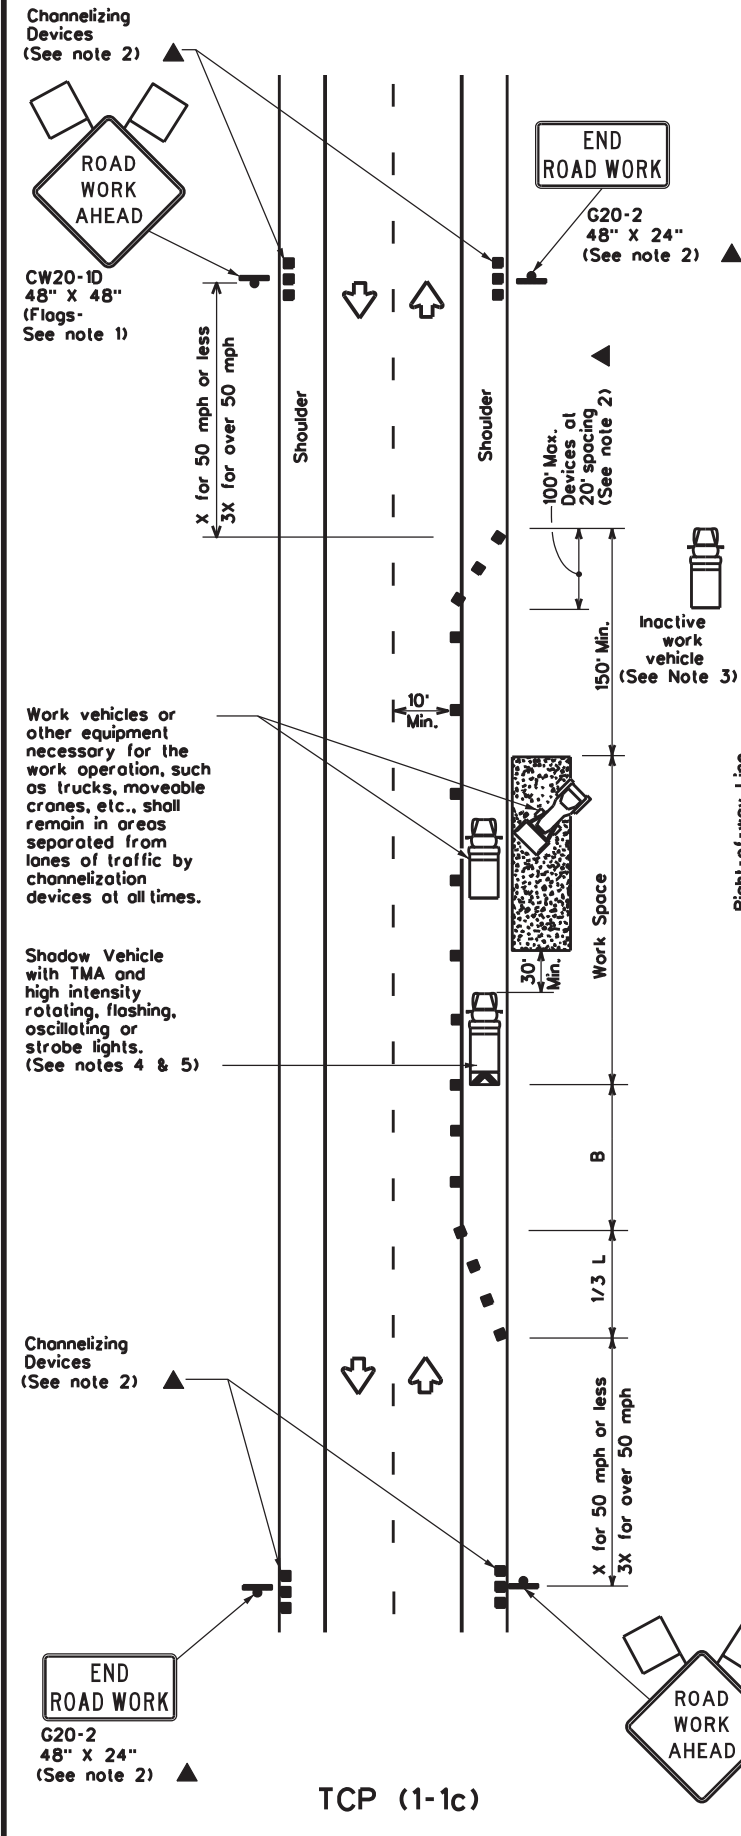 Channelizing
Devices
(See note 2)
ROAD
WORK
AHEAD
CW20-1D
48" X 48"
(Flags-
See note 1)
END
ROAD WORK
G20-2
48" X 24"
(See note 2)
X for 50 mph or less
3X for over 50 mph
Shoulder
Shoulder
100' Max.
Devices at
20' spacing
(See note 2)
150' Min.
Inactive
work
vehicle
(See Note 3)
10'
Min.
Work vehicles or
other equipment
necessary for the
work operation, such
as trucks, moveable
cranes, etc., shall
remain in areas
separated from
lanes of traffic by
channelization
devices at all times.
Work Space
30'
Min.
Shadow Vehicle
with TMA and
high intensity
rotating, flashing,
oscillating or
strobe lights.
(See notes 4 & 5)
B
1/3 L
Channelizing
Devices
(See note 2)
X for 50 mph or less
3X for over 50 mph
END
ROAD WORK
G20-2
48" X 24"
(See note 2)
ROAD
WORK
AHEAD
TCP (1-1c)